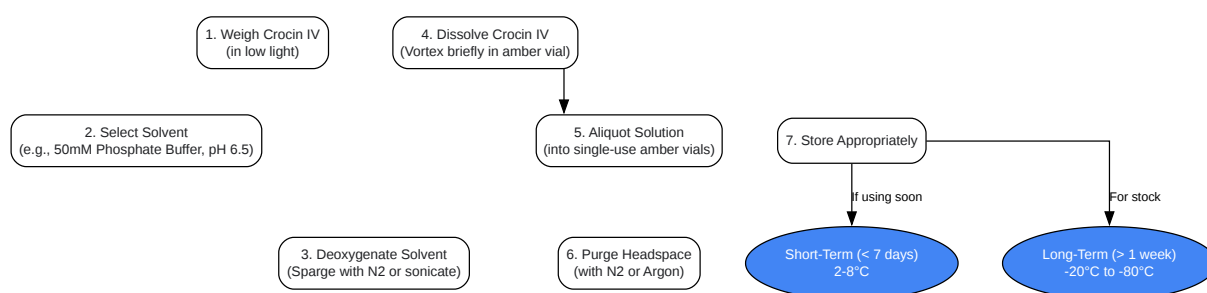 1. Weigh Crocin IV
(in low light)
4. Dissolve Crocin IV
(Vortex briefly in amber vial)
2. Select Solvent
(e.g., 50mM Phosphate Buffer, pH 6.5)
5. Aliquot Solution
(into single-use amber vials)
7. Store Appropriately
If using soon
For stock
3. Deoxygenate Solvent
(Sparge with N2 or sonicate)
6. Purge Headspace
(with N2 or Argon)
Short-Term (< 7 days)
2-8°C
Long-Term (> 1 week)
-20°C to -80°C